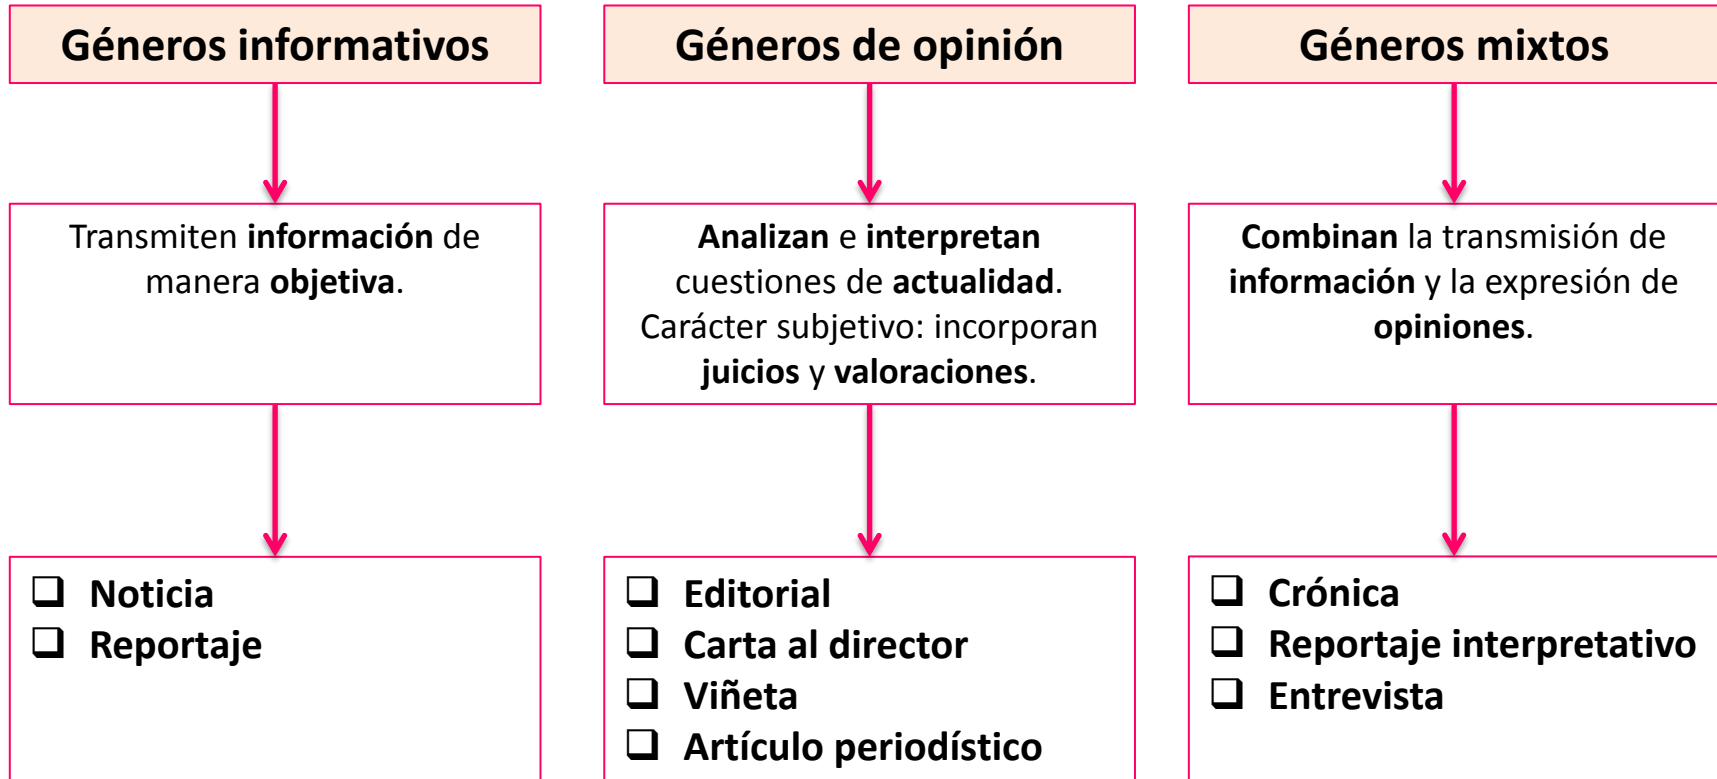 Géneros informativos
Transmiten información de
manera objetiva.
❑ Noticia
❑ Reportaje
Géneros de opinión
Analizan e interpretan
cuestiones de actualidad.
Carácter subjetivo: incorporan
juicios y valoraciones.
❑ Editorial
❑ Carta al director
❑ Viñeta
❑ Artículo periodístico
Géneros mixtos
Combinan la transmisión de
información y la expresión de
opiniones.
❑ Crónica
❑ Reportaje interpretativo
❑ Entrevista